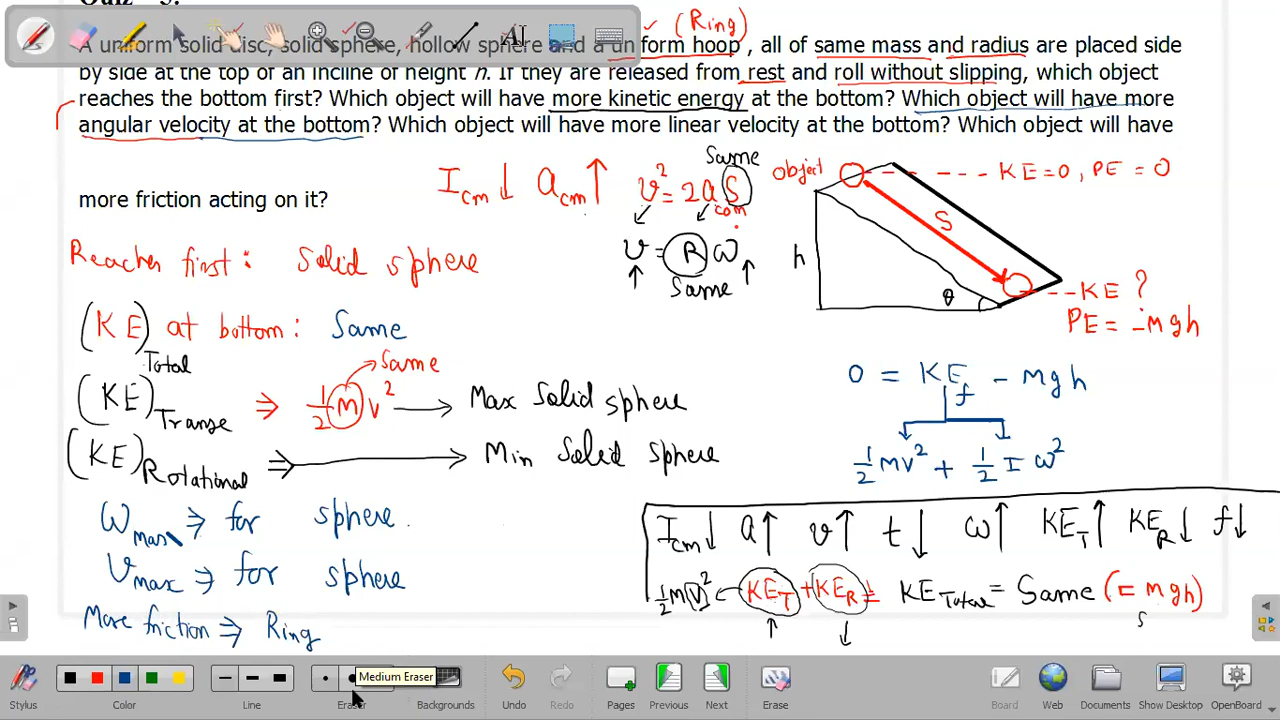 Quiz - 3:
(Ring)
A uniform solid disc, solid sphere, hollow sphere and a uniform hoop , all of same mass and radius are placed side
by side at the top of an incline of height h. If they are released from rest and roll without slipping, which object
reaches the bottom first? Which object will have more kinetic energy at the bottom? Which object will have more
angular velocity at the bottom? Which object will have more linear velocity at the bottom? Which object will have
more friction acting on it?
Icm ↓ acm ↑
Same
v² = 2 a S
com
v = R ω
Same
object
KE = 0 , PE = 0
S
h
θ
KE ?
PE = -mgh
Reaches first : Solid sphere
(KE)Total at bottom : Same
Same
(KE)Transe ⇒ ½ M v² → Max Solid sphere
(KE)Rotational ⇒ → Min Solid sphere
ωmax ⇒ for sphere
vmax ⇒ for sphere
More friction ⇒ Ring
0 = KEf - mgh
½ Mv² + ½ I ω²
Icm ↓ a ↑ v ↑ t ↓ ω ↑ KET ↑ KER ↓ f ↓
½ M(V)² ← KET + KER = KETotal = Same (= mgh)
Medium Eraser
Stylus
Color
Line
Eraser
Backgrounds
Undo
Redo
Pages
Previous
Next
Erase
Board
Web
Documents
Show Desktop
OpenBoard